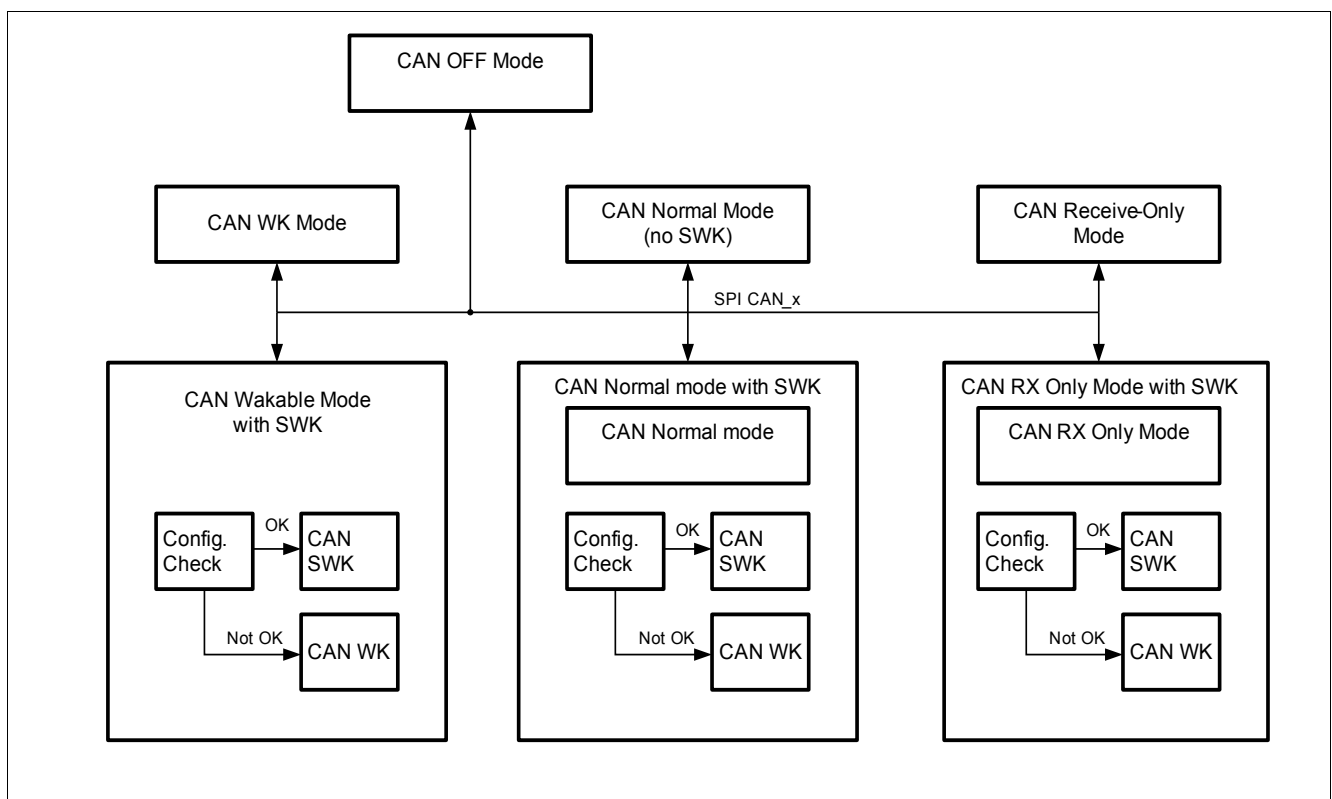 CAN OFF Mode
CAN WK Mode
CAN Normal Mode
(no SWK)
CAN Receive-Only
Mode
SPI CAN_x
CAN Wakable Mode
with SWK
Config.
Check
OK
CAN
SWK
Not OK
CAN WK
CAN Normal mode with SWK
CAN Normal mode
Config.
Check
OK
CAN
SWK
Not OK
CAN WK
CAN RX Only Mode with SWK
CAN RX Only Mode
Config.
Check
OK
CAN
SWK
Not OK
CAN WK